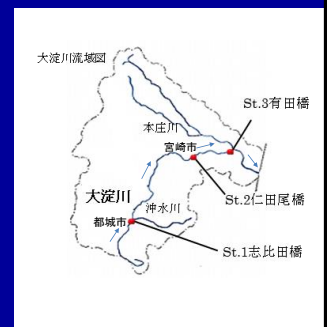 大淀川流域図
St.3有田橋
本庄川
宮崎市
大淀川
St.2仁田尾橋
沖水川
都城市
St.1志比田橋